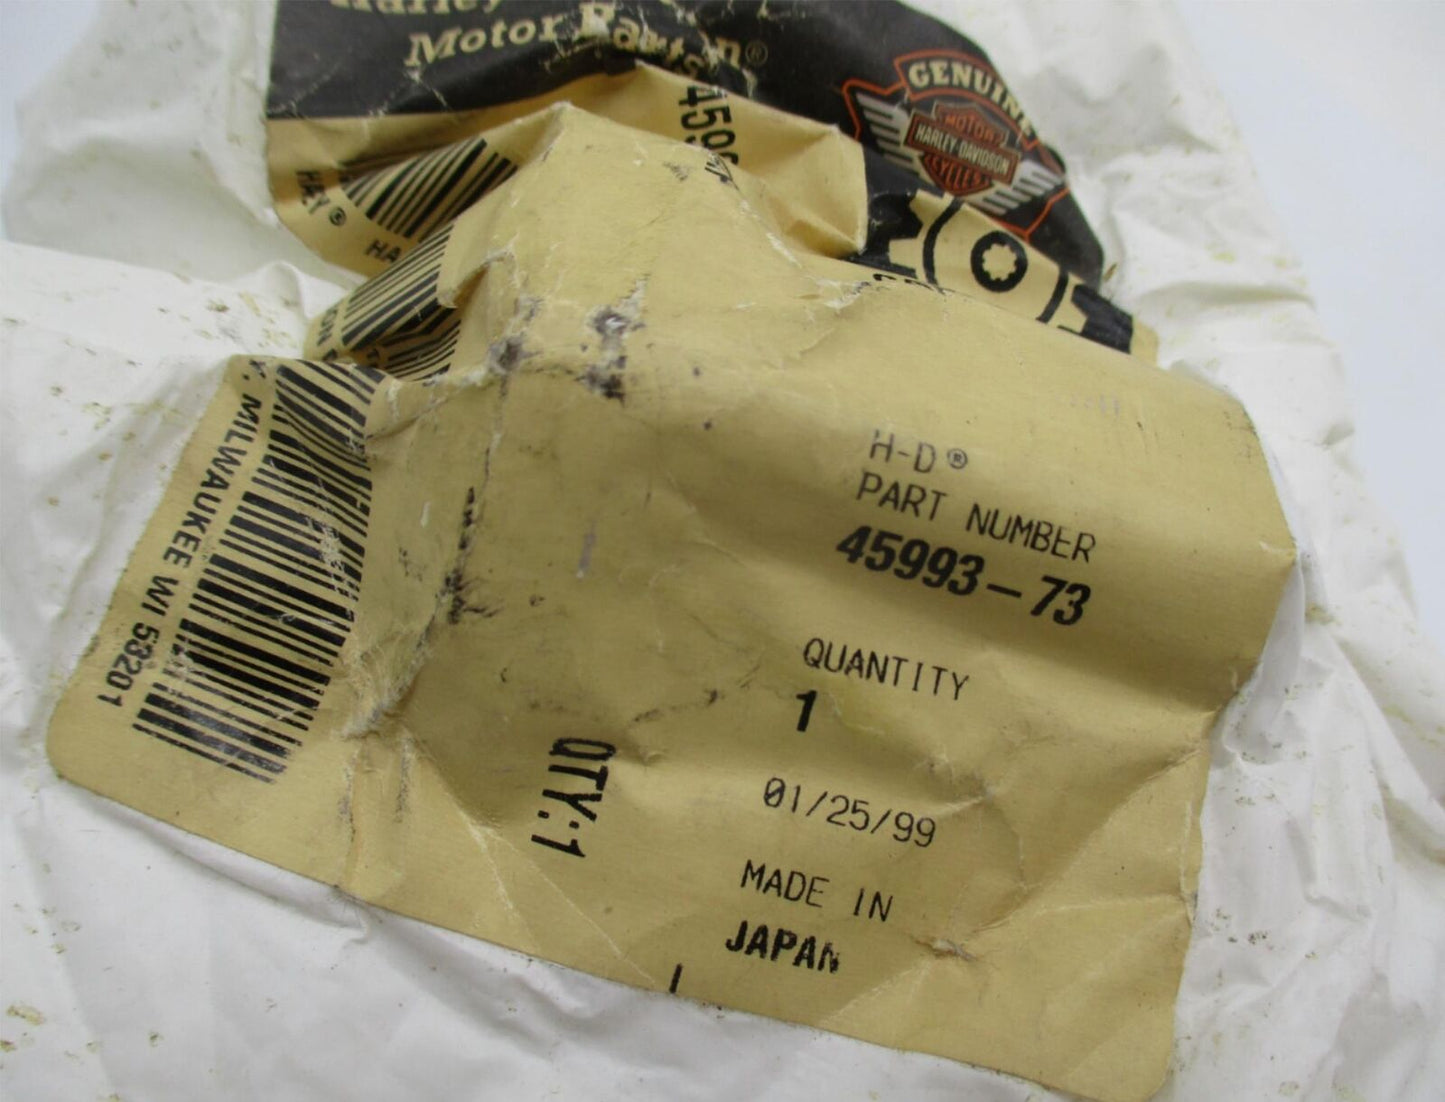 Motor
GENUINE
MOTOR
HARLEY-DAVIDSON
CYCLES
H-D®
PART NUMBER
45993-73
QUANTITY
1
01/25/99
MADE IN
JAPAN
QTY:1
MILWAUKEE WI 53201